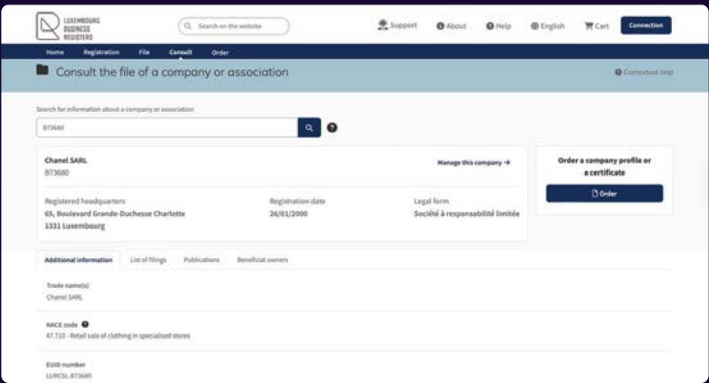 LUXEMBOURG
BUSINESS
REGISTERS
Search on the website
Support
About
Help
English
Cart
Connection
Home
Registration
File
Consult
Order
Consult the file of a company or association
Contextual help
Search for information about a company or association
B73680
Chanel SARL
B73680
Manage this company →
Registered headquarters
65, Boulevard Grande-Duchesse Charlotte
1331 Luxembourg
Registration date
26/01/2000
Legal form
Société à responsabilité limitée
Order a company profile or
a certificate
Order
Additional information
List of filings
Publications
Beneficial owners
Trade name(s)
Chanel SARL
NACE code
47.710 - Retail sale of clothing in specialised stores
EUID number
LURCSL.B73680